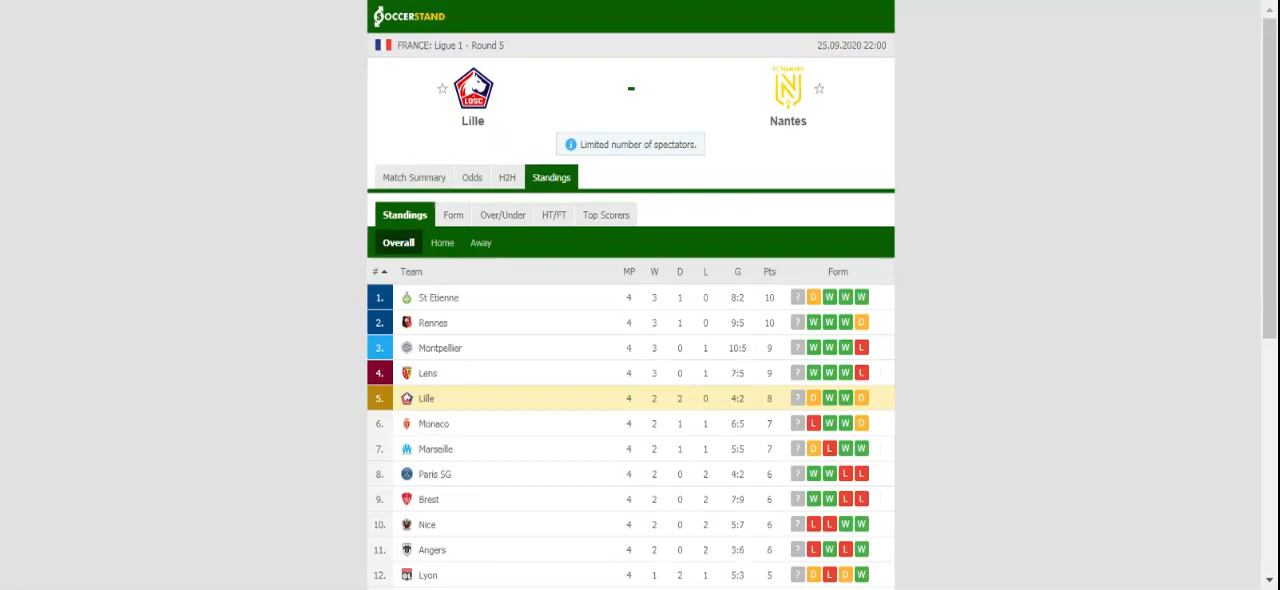 SOCCERSTAND
FRANCE: Ligue 1 - Round 5 25.09.2020 22:00
LOSC - FC NANTES
Lille Nantes
Limited number of spectators.
Match Summary Odds H2H Standings
Standings Form Over/Under HT/FT Top Scorers
Overall Home Away
# Team MP W D L G Pts Form
1. St Etienne 4 3 1 0 8:2 10 ? D W W W
2. Rennes 4 3 1 0 9:5 10 ? W W W D
3. Montpellier 4 3 0 1 10:5 9 ? W W W L
4. Lens 4 3 0 1 7:5 9 ? W W W L
5. Lille 4 2 2 0 4:2 8 ? D W W D
6. Monaco 4 2 1 1 6:5 7 ? L W W D
7. Marseille 4 2 1 1 5:5 7 ? D L W W
8. Paris SG 4 2 0 2 4:2 6 ? W W L L
9. Brest 4 2 0 2 7:9 6 ? W W L L
10. Nice 4 2 0 2 5:7 6 ? L L W W
11. Angers 4 2 0 2 3:6 6 ? L W L W
12. Lyon 4 1 2 1 5:3 5 ? D L D W